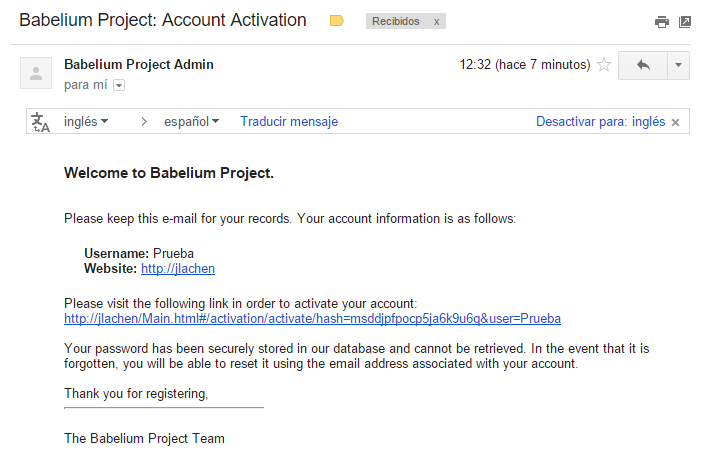 Babelium Project: Account Activation
Recibidos x
Babelium Project Admin
12:32 (hace 7 minutos)
para mí
inglés
español
Traducir mensaje
Desactivar para: inglés
Welcome to Babelium Project.
Please keep this e-mail for your records. Your account information is as follows:
Username: Prueba
Website: http://jlachen
Please visit the following link in order to activate your account:
http://jlachen/Main.html#/activation/activate/hash=msddjpfpocp5ja6k9u6q&user=Prueba
Your password has been securely stored in our database and cannot be retrieved. In the event that it is
forgotten, you will be able to reset it using the email address associated with your account.
Thank you for registering,
The Babelium Project Team